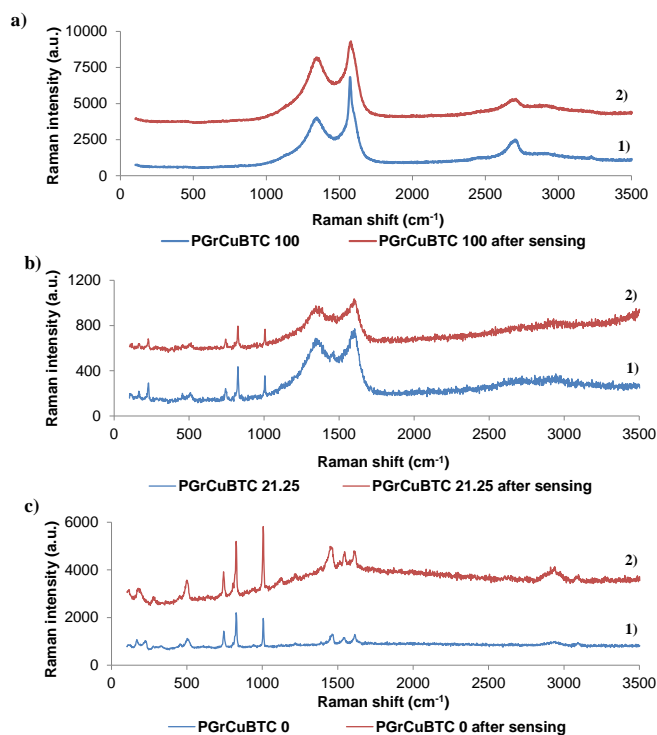 a)
10000
7500
5000
2500
0
Raman intensity (a.u.)
2)
1)
0 500 1000 1500 2000 2500 3000 3500
Raman shift (cm-1)
PGrCuBTC 100 PGrCuBTC 100 after sensing
b)
1200
800
400
0
Raman intensity (a.u.)
2)
1)
0 500 1000 1500 2000 2500 3000 3500
Raman shift (cm-1)
PGrCuBTC 21.25 PGrCuBTC 21.25 after sensing
c)
6000
4000
2000
0
Raman intensity (a.u.)
2)
1)
0 500 1000 1500 2000 2500 3000 3500
Raman shift (cm-1)
PGrCuBTC 0 PGrCuBTC 0 after sensing